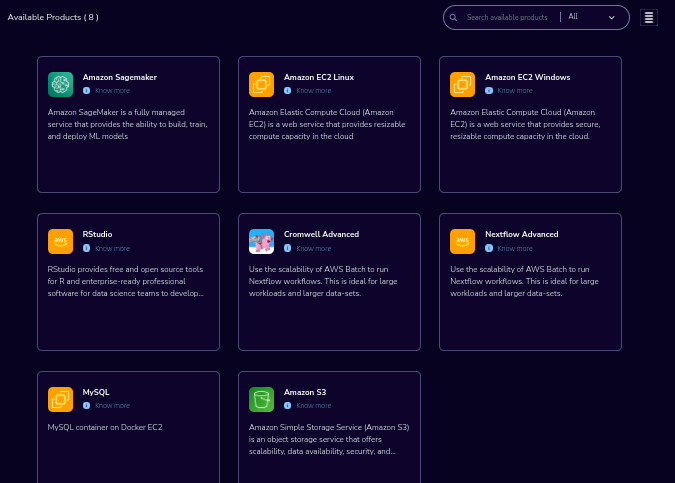 Available Products ( 8 )
Search available products
All
Amazon Sagemaker
Know more
Amazon SageMaker is a fully managed
service that provides the ability to build, train,
and deploy ML models
Amazon EC2 Linux
Know more
Amazon Elastic Compute Cloud (Amazon
EC2) is a web service that provides resizable
compute capacity in the cloud
Amazon EC2 Windows
Know more
Amazon Elastic Compute Cloud (Amazon
EC2) is a web service that provides secure,
resizable compute capacity in the cloud.
aws
RStudio
Know more
RStudio provides free and open source tools
for R and enterprise-ready professional
software for data science teams to develop...
Cromwell Advanced
Know more
Use the scalability of AWS Batch to run
Nextflow workflows. This is ideal for large
workloads and larger data-sets.
aws
Nextflow Advanced
Know more
Use the scalability of AWS Batch to run
Nextflow workflows. This is ideal for large
workloads and larger data-sets.
MySQL
Know more
MySQL container on Docker EC2
Amazon S3
Know more
Amazon Simple Storage Service (Amazon S3)
is an object storage service that offers
scalability, data availability, security, and...